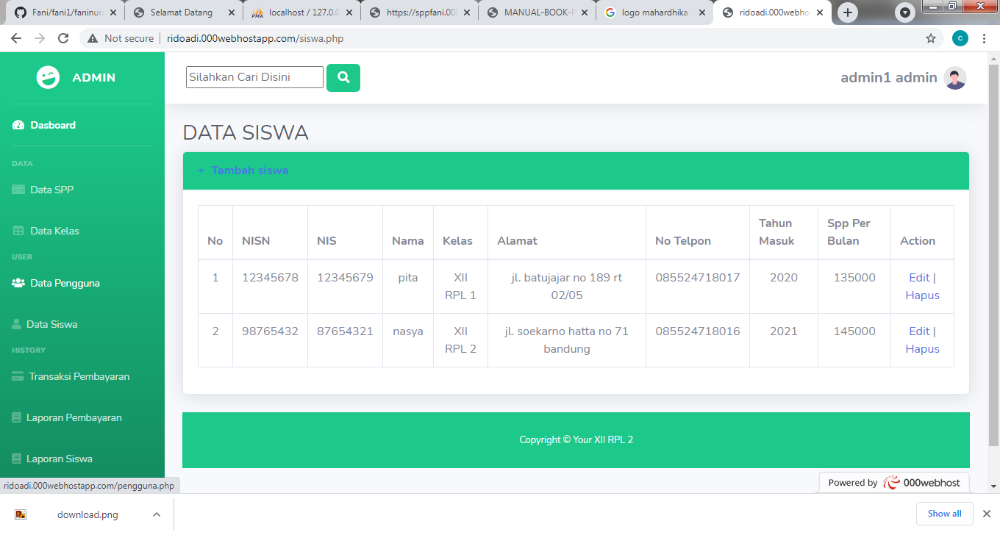 Fani/fani1/faninura
Selamat Datang
localhost / 127.0.0
https://sppfani.00
MANUAL-BOOK-P
logo mahardhika -
ridoadi.000webho
Not secure | ridoadi.000webhostapp.com/siswa.php
c
ADMIN
Silahkan Cari Disini
admin1 admin
Dasboard
DATA
Data SPP
Data Kelas
USER
Data Pengguna
Data Siswa
HISTORY
Transaksi Pembayaran
Laporan Pembayaran
Laporan Siswa
DATA SISWA
+ Tambah siswa
No NISN NIS Nama Kelas Alamat No Telpon Tahun Masuk Spp Per Bulan Action
1 12345678 12345679 pita XII RPL 1 jl. batujajar no 189 rt 02/05 085524718017 2020 135000 Edit | Hapus
2 98765432 87654321 nasya XII RPL 2 jl. soekarno hatta no 71 bandung 085524718016 2021 145000 Edit | Hapus
Copyright © Your XII RPL 2
Powered by 000webhost
ridoadi.000webhostapp.com/pengguna.php
download.png
Show all